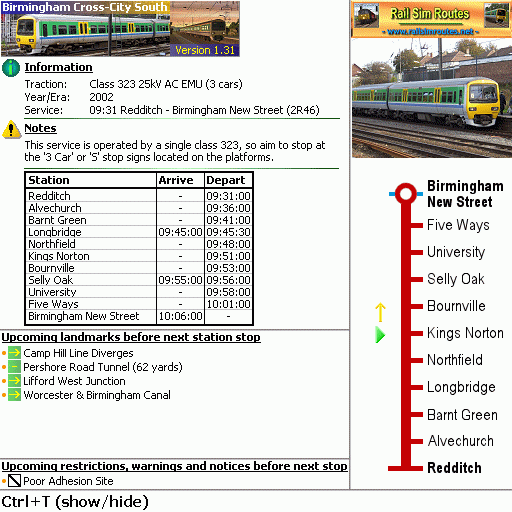 Birmingham Cross-City South
Version 1.31
Rail Sim Routes
- www.railsimroutes.net -
Information
Traction: Class 323 25kV AC EMU (3 cars)
Year/Era: 2002
Service: 09:31 Redditch - Birmingham New Street (2R46)
Notes
This service is operated by a single class 323, so aim to stop at
the '3 Car' or 'S' stop signs located on the platforms.
Station Arrive Depart
Redditch - 09:31:00
Alvechurch - 09:36:00
Barnt Green - 09:41:00
Longbridge 09:45:00 09:45:30
Northfield - 09:48:00
Kings Norton - 09:51:00
Bournville - 09:53:00
Selly Oak 09:55:00 09:56:00
University - 09:58:00
Five Ways - 10:01:00
Birmingham New Street 10:06:00 -
Upcoming landmarks before next station stop
Camp Hill Line Diverges
Pershore Road Tunnel (62 yards)
Lifford West Junction
Worcester & Birmingham Canal
Upcoming restrictions, warnings and notices before next stop
Poor Adhesion Site
Ctrl+T (show/hide)
Birmingham
New Street
Five Ways
University
Selly Oak
Bournville
Kings Norton
Northfield
Longbridge
Barnt Green
Alvechurch
Redditch